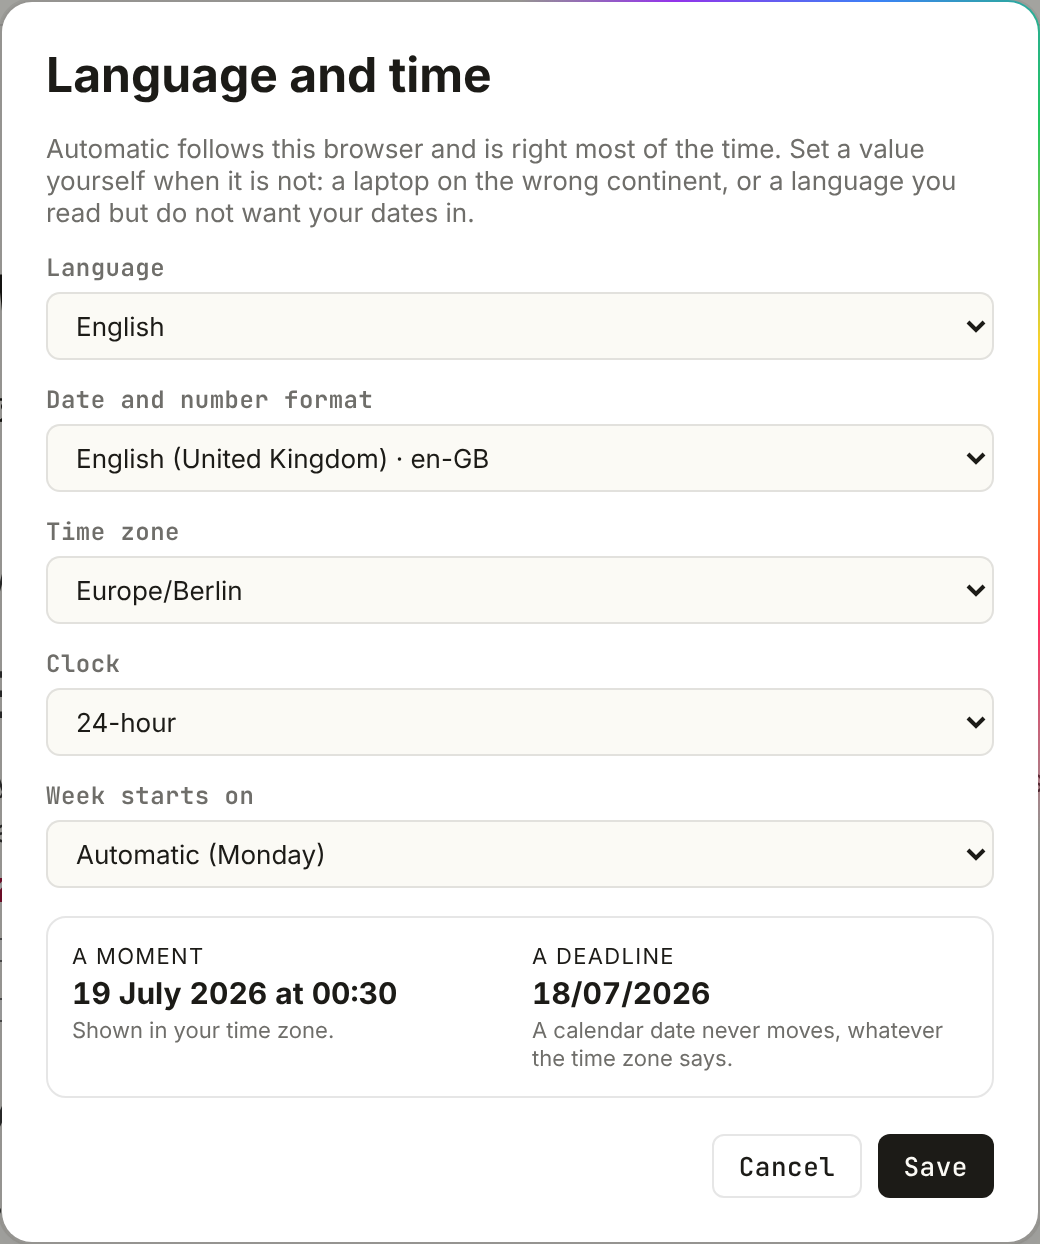 Language and time
Automatic follows this browser and is right most of the time. Set a value
yourself when it is not: a laptop on the wrong continent, or a language you
read but do not want your dates in.
Language
English
Date and number format
English (United Kingdom) · en-GB
Time zone
Europe/Berlin
Clock
24-hour
Week starts on
Automatic (Monday)
A MOMENT
19 July 2026 at 00:30
Shown in your time zone.
A DEADLINE
18/07/2026
A calendar date never moves, whatever
the time zone says.
Cancel
Save